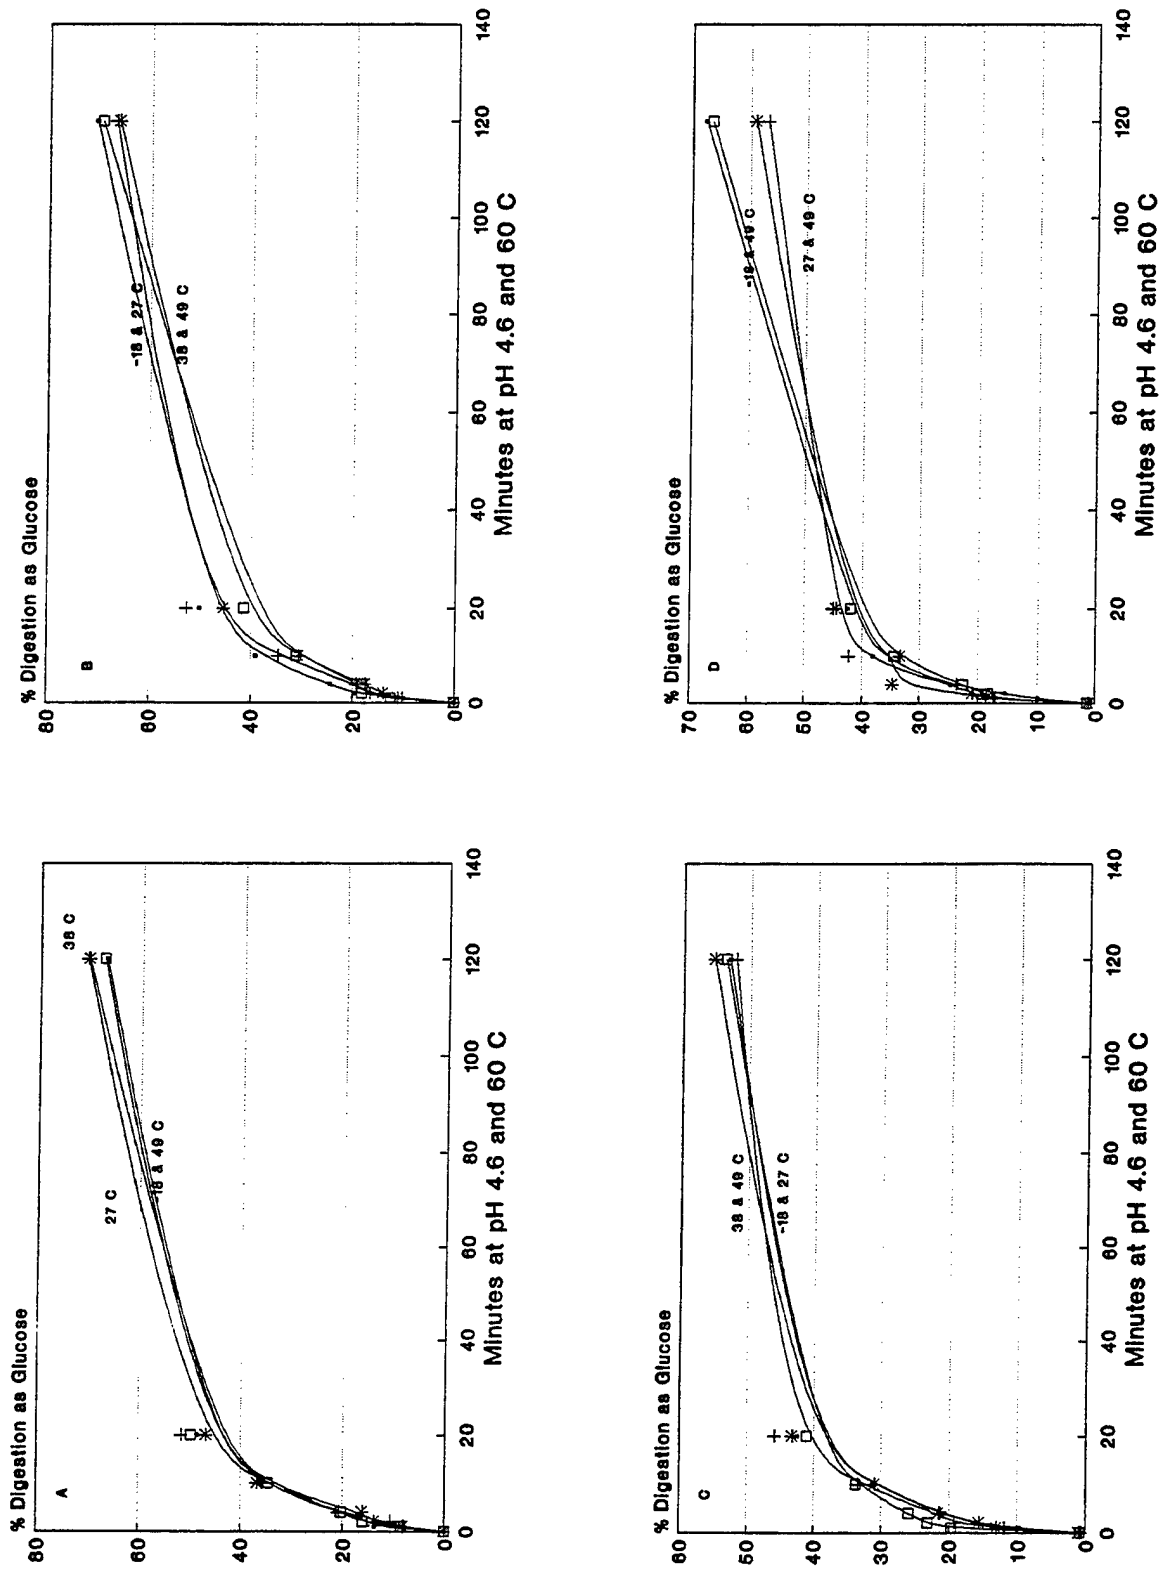 % Digestion as Glucose
A
80
60
40
20
0
38 C
27 C
-18 & 49 C
0 20 40 60 80 100 120 140
Minutes at pH 4.6 and 60 C
% Digestion as Glucose
B
80
60
40
20
0
-18 & 27 C
38 & 49 C
0 20 40 60 80 100 120 140
Minutes at pH 4.6 and 60 C
% Digestion as Glucose
C
60
50
40
30
20
10
0
38 & 49 C
-18 & 27 C
0 20 40 60 80 100 120 140
Minutes at pH 4.6 and 60 C
% Digestion as Glucose
D
70
60
50
40
30
20
10
0
-18 & 49 C
27 & 49 C
0 20 40 60 80 100 120 140
Minutes at pH 4.6 and 60 C